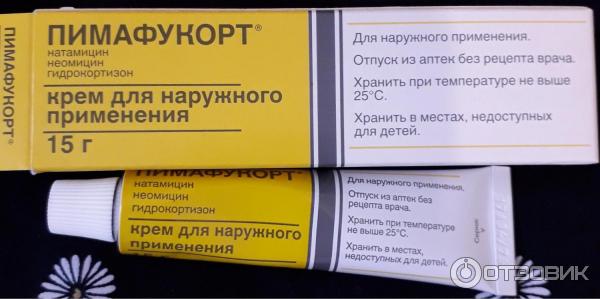 ПИМАФУКОРТ®
ПИМАФУКОРТ®
натамицин
неомицин
гидрокортизон
крем для наружного
применения
15 г
Для наружного применения.
Отпуск из аптек без рецепта врача.
Хранить при температуре не выше
25°C.
Хранить в местах, недоступных
для детей.
ПИМАФУКОРТ®
натамицин
неомицин
гидрокортизон
крем для наружного
применения
Для наружного применения.
Отпуск из аптек без
рецепта врача.
Хранить при температуре
не выше 25°C.
Хранить в местах,
недоступных для детей.
Серия
ОТЗОВИК